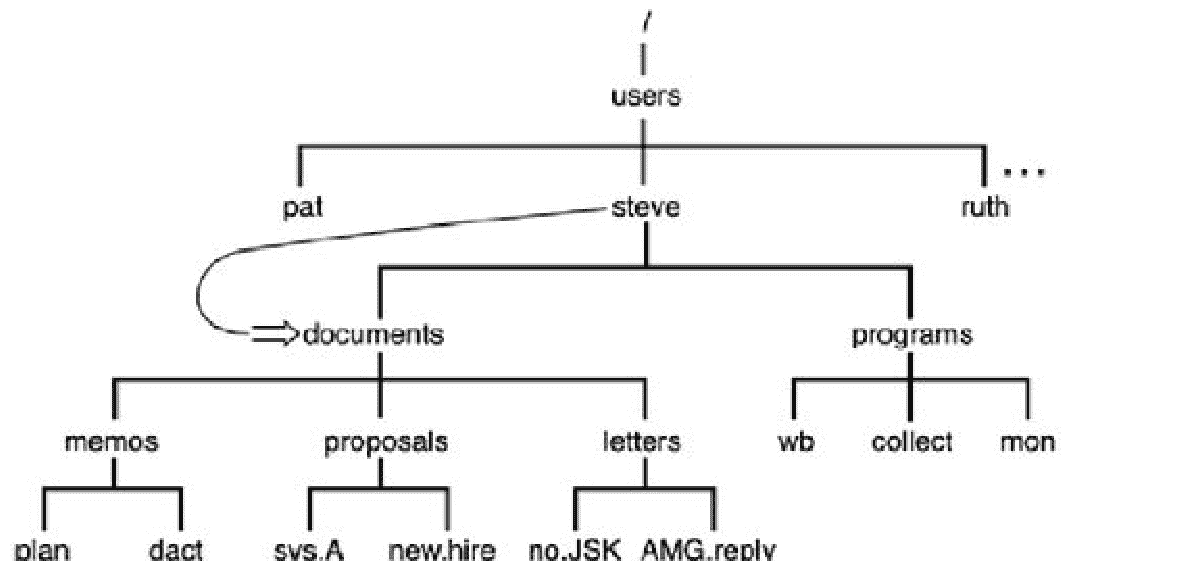 /
users
pat steve ruth ...
documents programs
memos proposals letters wb collect mon
plan dact sys.A new.hire no.JSK AMG.reply